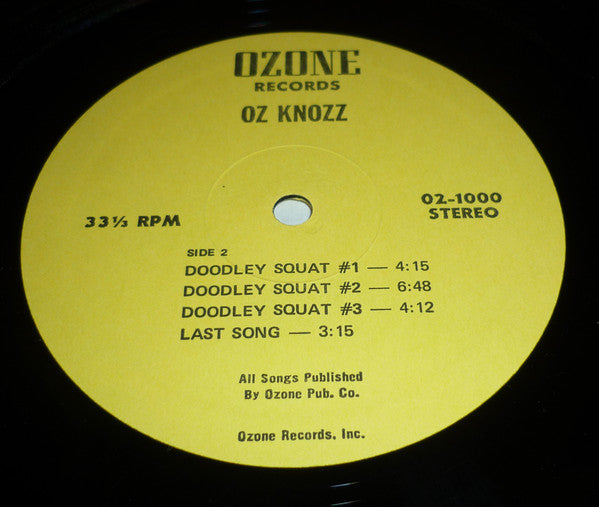 OZONE
RECORDS
OZ KNOZZ
33⅓ RPM
02-1000
STEREO
SIDE 2
DOODLEY SQUAT #1 — 4:15
DOODLEY SQUAT #2 — 6:48
DOODLEY SQUAT #3 — 4:12
LAST SONG — 3:15
All Songs Published
By Ozone Pub. Co.
Ozone Records, Inc.